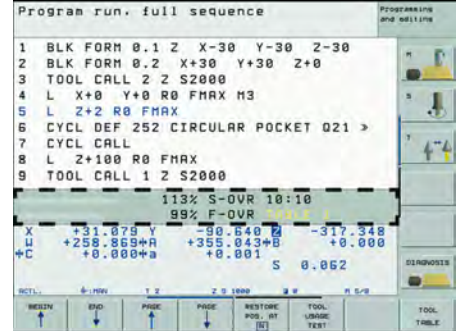 Program run, full sequence
Programming and editing
1 BLK FORM 0.1 Z X-30 Y-30 Z-30
2 BLK FORM 0.2 X+30 Y+30 Z+0
3 TOOL CALL 2 Z S2000
4 L X+0 Y+0 R0 FMAX M3
5 L Z+2 R0 FMAX
6 CYCL DEF 252 CIRCULAR POCKET Q21 >
7 CYCL CALL
8 L Z+100 R0 FMAX
9 TOOL CALL 1 Z S2000
113% S-OVR 10:10
99% F-OVR
X +31.079 Y -90.640 Z -317.348
+258.869 +A +355.043 +B +0.000
+C +0.000 +a +0.001
S 0.062
ACTL. T 2 Z S
M
S
T
DIAGNOSIS
BEGIN
END
PAGE
PAGE
RESTORE POS. AT N
TOOL USAGE TEST
TOOL TABLE